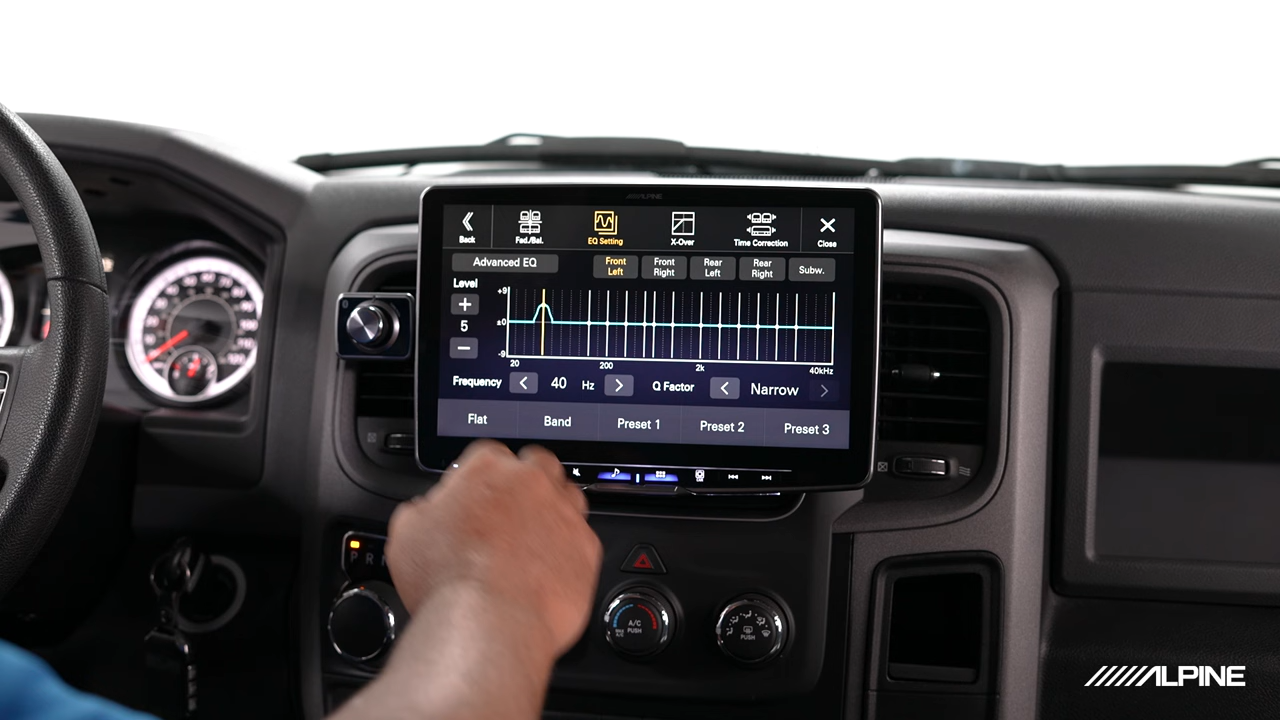 ALPINE
Back
Fad./Bal.
EQ Setting
X-Over
Time Correction
Close
Advanced EQ
Front Left
Front Right
Rear Left
Rear Right
Subw.
Level
+9
+
5
±0
-9
20
200
2k
40kHz
Frequency
40 Hz
Q Factor
Narrow
Flat
Band
Preset 1
Preset 2
Preset 3
P R
A/C
PUSH
MAX A/C
PUSH
ALPINE